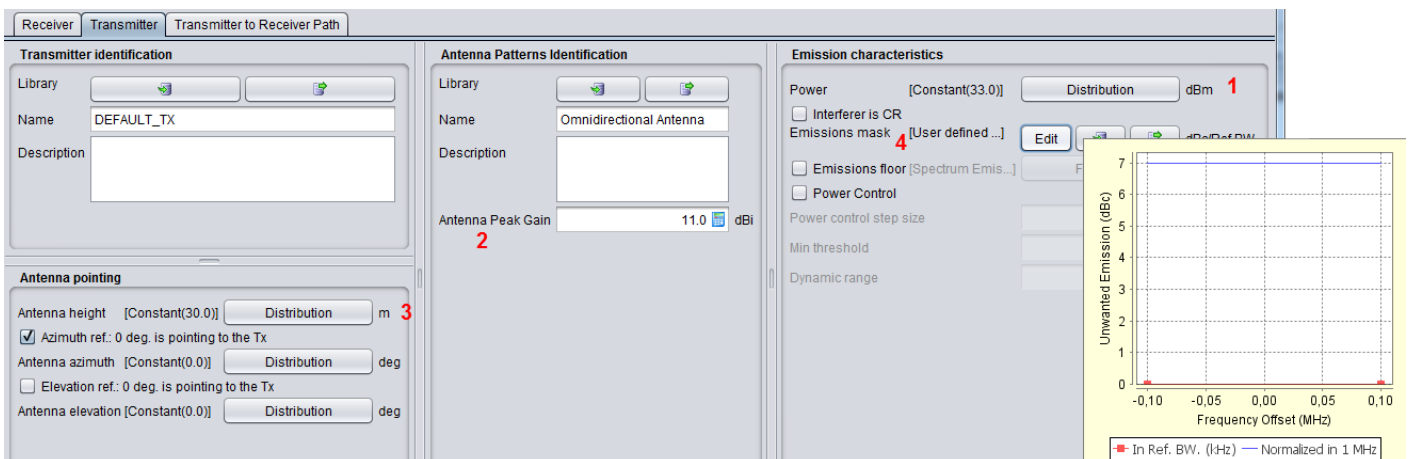 Receiver Transmitter Transmitter to Receiver Path
Transmitter identification
Library
Name DEFAULT_TX
Description
Antenna pointing
Antenna height [Constant(30.0)] Distribution m 3
Azimuth ref.: 0 deg. is pointing to the Tx
Antenna azimuth [Constant(0.0)] Distribution deg
Elevation ref.: 0 deg. is pointing to the Tx
Antenna elevation [Constant(0.0)] Distribution deg
Antenna Patterns Identification
Library
Name Omnidirectional Antenna
Description
Antenna Peak Gain 11.0 dBi
2
Emission characteristics
Power [Constant(33.0)] Distribution dBm 1
Interferer is CR
Emissions mask 4 [User defined ...] Edit dBc/Ref.BW
Emissions floor [Spectrum Emis...] F
Power Control
Power control step size
Min threshold
Dynamic range
Unwanted Emission (dBc)
7
6
5
4
3
2
1
0
-0,10 -0,05 0,00 0,05 0,10
Frequency Offset (MHz)
In Ref. BW. (kHz) Normalized in 1 MHz